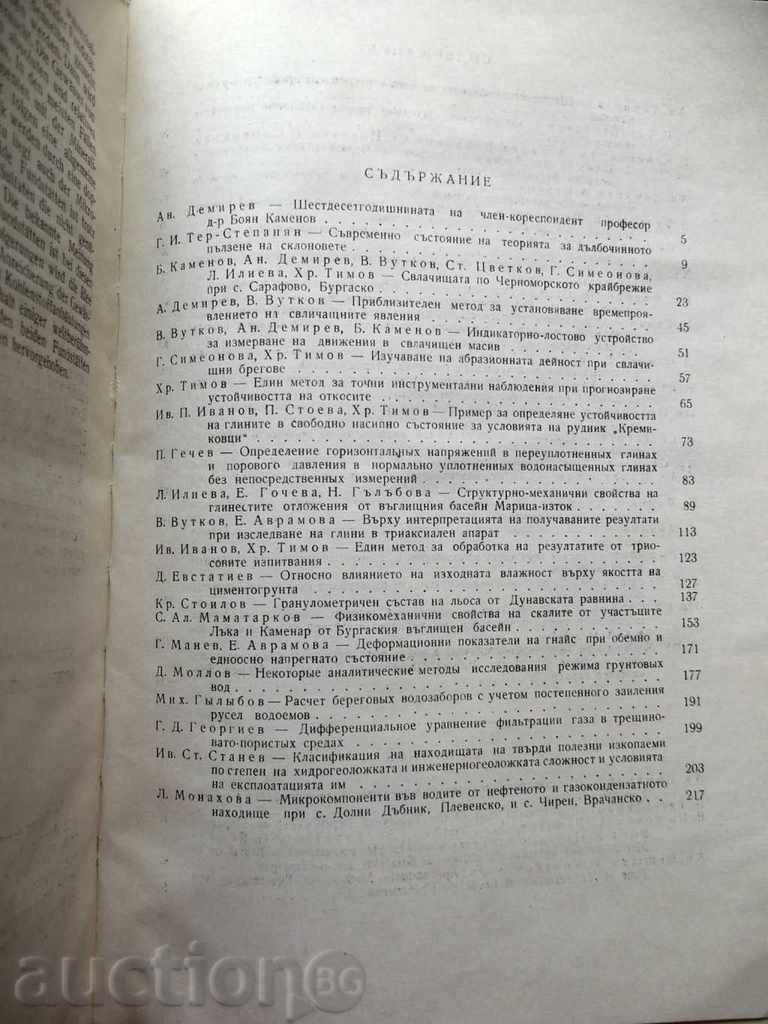 СЪДЪРЖАНИЕ
Ан. Демирев — Шестдесетгодишнината на член-кореспондент професор
д-р Боян Каменов . . . . . . . . . . . . . . . . . . . 5
Г. И. Тер-Степанян — Съвременно състояние на теорията за дълбочинното
пълзене на склоновете . . . . . . . . . . . . . . . . . 9
Б. Каменов, Ан. Демирев, В. Вутков, Ст. Цветков, Г. Симеонова,
Л. Илиева, Хр. Тимов — Свлачищата по Черноморското крайбрежие
при с. Сарафово, Бургаско . . . . . . . . . . . . . . . 23
А. Демирев, В. Вутков — Приблизителен метод за установяване времепроя-
влението на свличащите явления . . . . . . . . . . . . . 45
В. Вутков, Ан. Демирев, Б. Каменов — Индикаторно-лостово устройство
за измерване на движения в свлачищен масив . . . . . . . 51
Г. Симеонова, Хр. Тимов — Изучаване на абразионната дейност при свлачи-
щни брегове . . . . . . . . . . . . . . . . . . . . . 57
Хр. Тимов — Един метод за точни инструментални наблюдения при прогнозиране
устойчивостта на откосите . . . . . . . . . . . . . . . 65
Ив. П. Иванов, П. Стоева, Хр. Тимов — Пример за определяне устойчивостта
на глините в свободно насипно състояние за условията на рудник „Креми-
ковци“ . . . . . . . . . . . . . . . . . . . . . . . 73
П. Гечев — Определение горизонтальных напряжений в переуплотненных глинах
и порового давления в нормально уплотненных водонасыщенных глинах
без непосредственных измерений . . . . . . . . . . . . . 83
Л. Илиева, Е. Гочева, Н. Гълъбова — Структурно-механични свойства на
глинестите отложения от въглищния басейн Марица-изток . . . . . . 89
В. Вутков, Е. Аврамова — Върху интерпретацията на получаваните резултати
при изследване на глини в триаксиален апарат . . . . . . . 113
Ив. Иванов, Хр. Тимов — Един метод за обработка на резултатите от триo-
совите изпитвания . . . . . . . . . . . . . . . . . . 123
Д. Евстатиев — Относно влиянието на изходната влажност върху якостта на
циментогрунта . . . . . . . . . . . . . . . . . . . . 127
Кр. Стоилов — Гранулометричен състав на льоса от Дунавската равнина . . . 137
С. Ал. Маматарков — Физикомеханични свойства на скалите от участъците
Лъка и Каменар от Бургаския въглищен басейн . . . . . . . 153
Г. Манев, Е. Аврамова — Деформационни показатели на гнайс при обемно и
едноосно напрегнато състояние . . . . . . . . . . . . . 171
Д. Моллов — Некоторые аналитические методы исследования режима грунтовых
вод . . . . . . . . . . . . . . . . . . . . . . . . 177
Мих. Гылыбов — Расчет береговых водозаборов с учетом постепенного заиления
русел водоемов . . . . . . . . . . . . . . . . . . . 191
Г. Д. Георгиев — Дифференциальное уравнение фильтрации газа в трещино-
вато-пористых средах . . . . . . . . . . . . . . . . . 199
Ив. Ст. Станев — Класификация на находищата на твърди полезни изкопаеми
по степен на хидрогеоложката и инженерногеоложката сложност и условията
на експлоатацията им . . . . . . . . . . . . . . . . . 203
Л. Монахова — Микрокомпоненти във водите от нефтеното и газокондензатното
находище при с. Долни Дъбник, Плевенско, и с. Чирен, Врачанско . . 217
auction BG